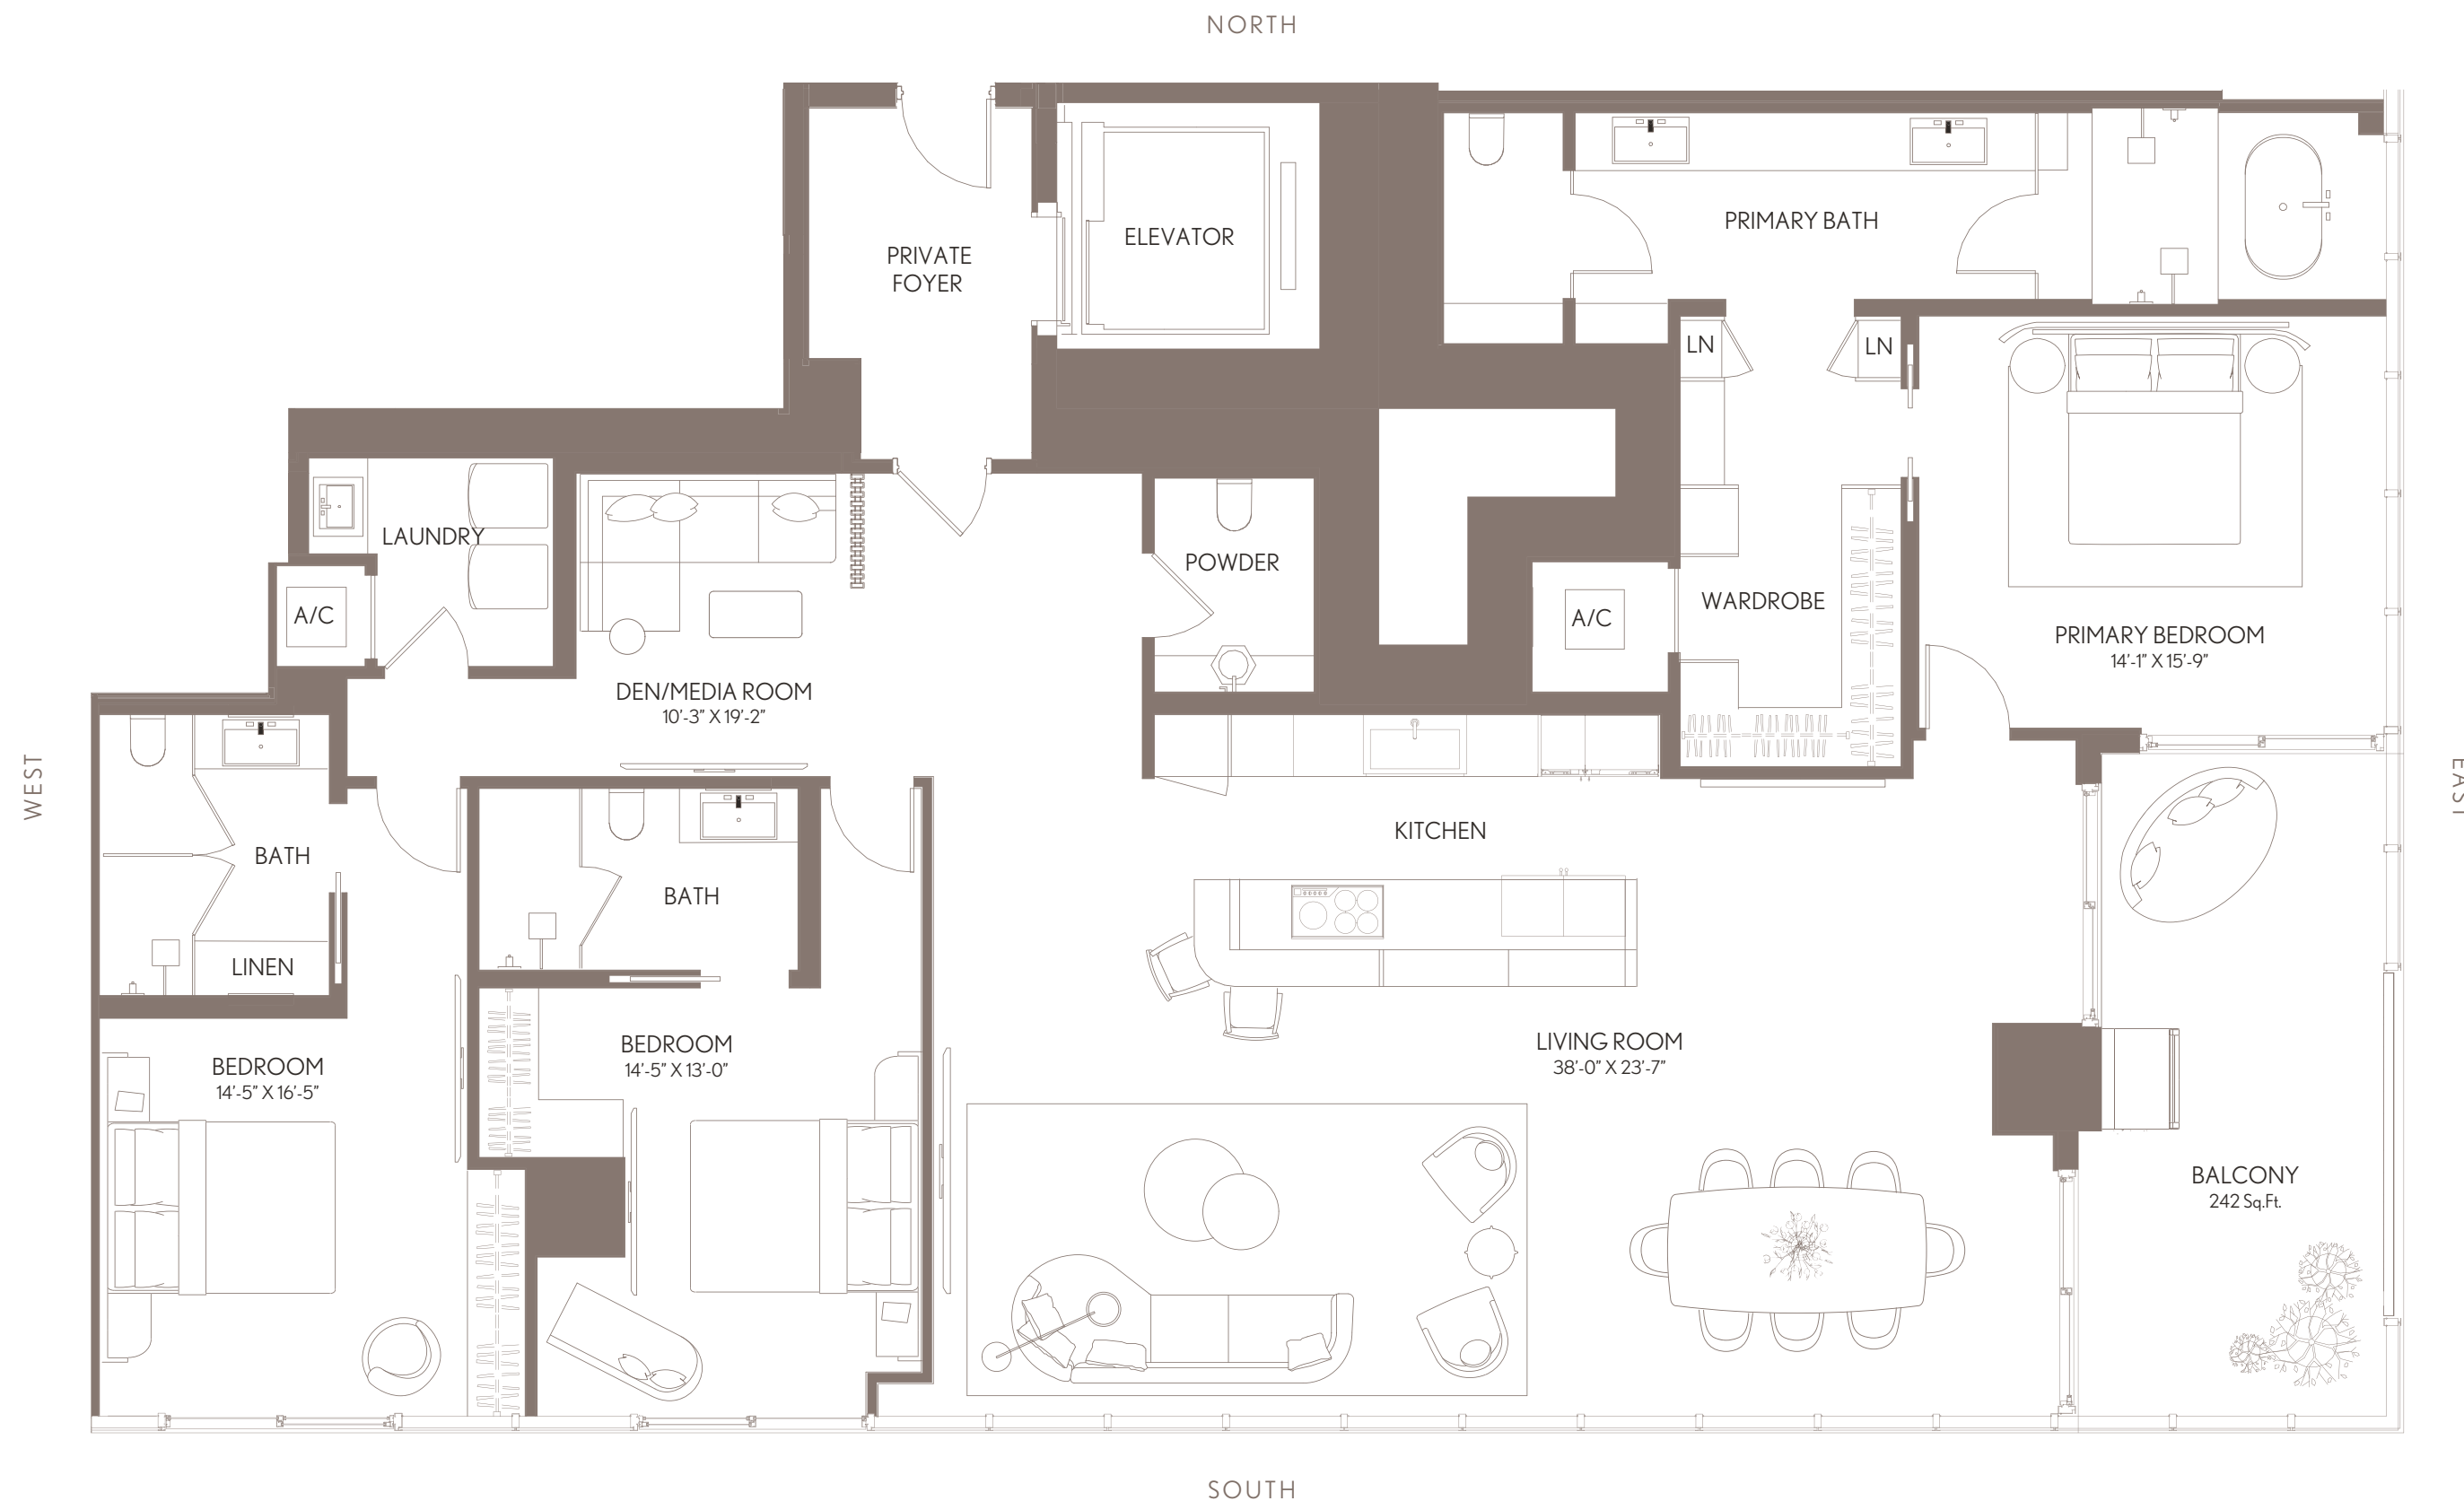 NORTH
PRIVATE
FOYER
ELEVATOR
PRIMARY BATH
LN
LN
LAUNDRY
POWDER
A/C
A/C
WARDROBE
PRIMARY BEDROOM
14'-1" X 15'-9"
DEN/MEDIA ROOM
10'-3" X 19'-2"
WEST
EAST
KITCHEN
BATH
BATH
LINEN
BEDROOM
14'-5" X 16'-5"
BEDROOM
14'-5" X 13'-0"
LIVING ROOM
38'-0" X 23'-7"
BALCONY
242 Sq.Ft.
SOUTH